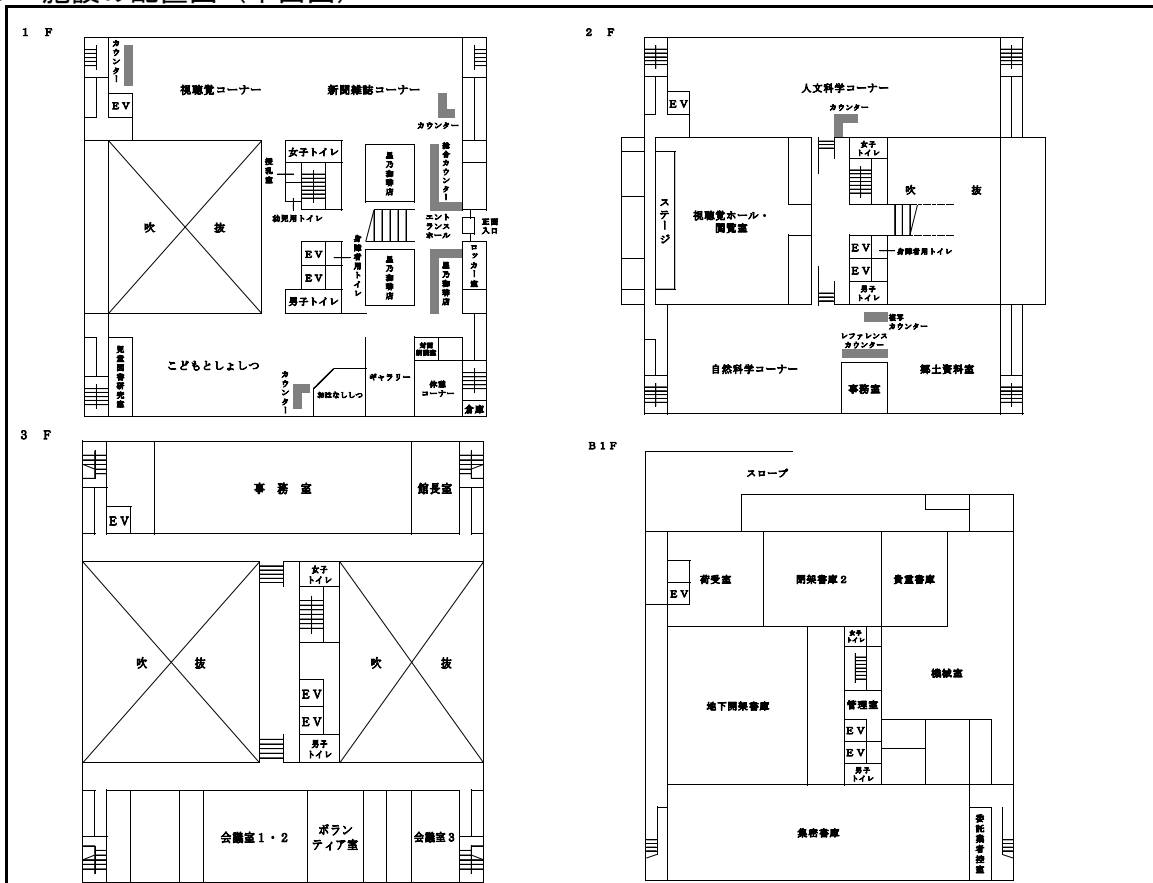 施設の配置図（平面図）
1 F
カウンター
EV
視聴覚コーナー
新聞雑誌コーナー
カウンター
女子トイレ
授乳室
幼児用トイレ
星乃珈琲店
総合カウンター
エント
ランス
ホール
正面
入口
吹 抜
EV
EV
身障者用トイレ
男子トイレ
星乃珈琲店
星乃珈琲店
ロッカー室
児童図書研究室
こどもとしょしつ
カウンター
おはなししつ
ギャラリー
対面
朗読室
休憩
コーナー
倉庫
2 F
人文科学コーナー
カウンター
EV
女子
トイレ
ステージ
視聴覚ホール・
閲覧室
吹 抜
EV
身障者用トイレ
EV
男子
トイレ
複写
カウンター
レファレンス
カウンター
自然科学コーナー
事務室
郷土資料室
3 F
事 務 室
館長室
EV
女子
トイレ
吹 抜
吹 抜
EV
EV
男子
トイレ
会議室1・2
ボラン
ティア室
会議室3
B1F
スロープ
荷受室
EV
閉架書庫2
貴重書庫
女子
トイレ
機械室
地下開架書庫
管理室
EV
EV
男子
トイレ
集密書庫
委託業者控室